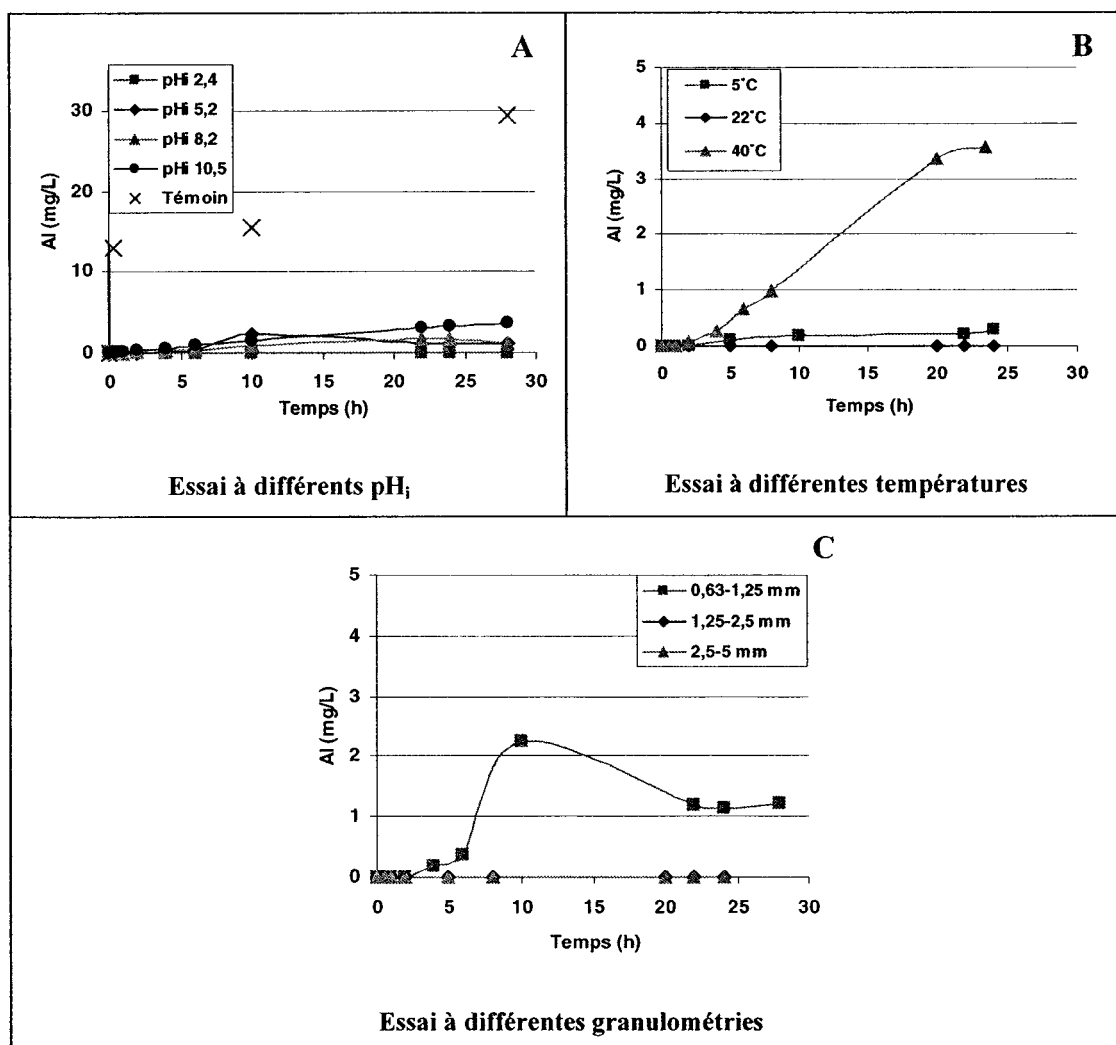 A
pHi 2,4
pHi 5,2
pHi 8,2
pHi 10,5
Témoin
30
20
10
0
Al (mg/L)
0 5 10 15 20 25 30
Temps (h)
Essai à différents pHi
B
5°C
22°C
40°C
5
4
3
2
1
0
Al (mg/L)
0 5 10 15 20 25 30
Temps (h)
Essai à différentes températures
C
0,63-1,25 mm
1,25-2,5 mm
2,5-5 mm
5
4
3
2
1
0
Al (mg/L)
0 5 10 15 20 25 30
Temps (h)
Essai à différentes granulométries